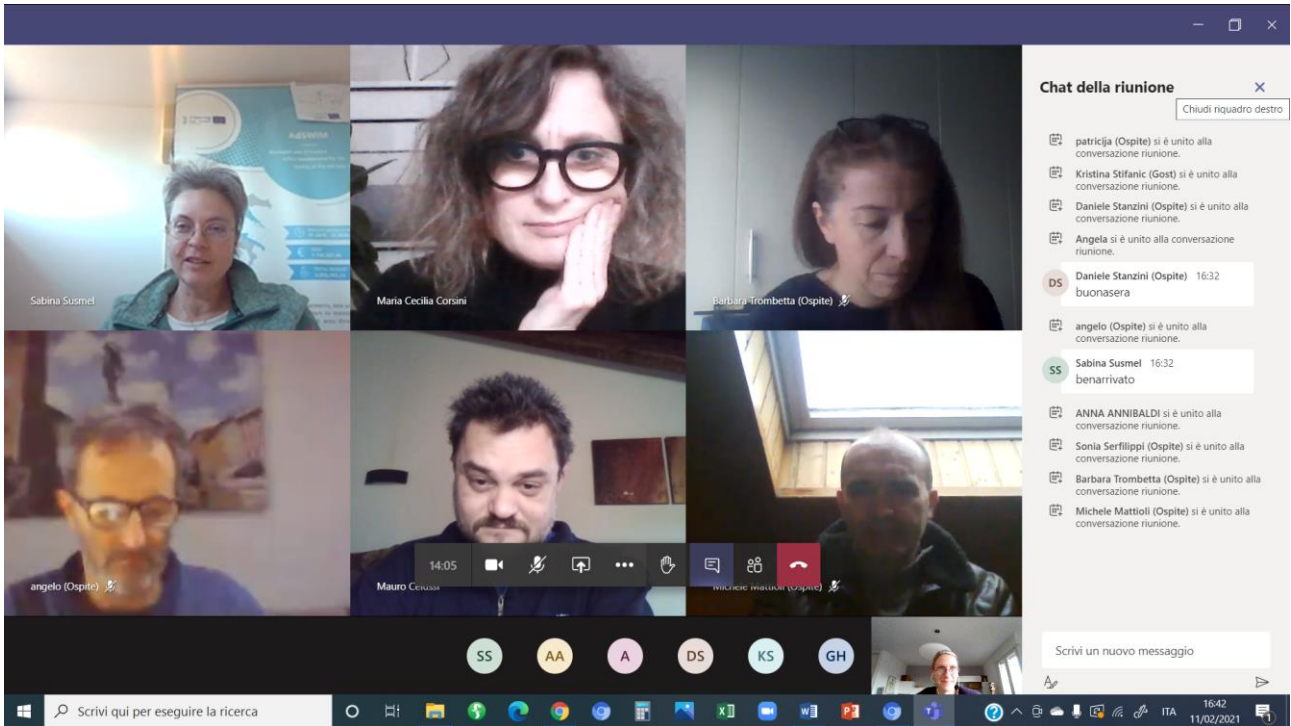 Chat della riunione
Chiudi riquadro destro
patricija (Ospite) si è unito alla
conversazione riunione.
Kristina Stifanic (Gost) si è unito alla
conversazione riunione.
Daniele Stanzini (Ospite) si è unito alla
conversazione riunione.
Angela si è unito alla conversazione
riunione.
DS
Daniele Stanzini (Ospite) 16:32
buonasera
angelo (Ospite) si è unito alla
conversazione riunione.
SS
Sabina Susmel 16:32
benarrivato
ANNA ANNIBALDI si è unito alla
conversazione riunione.
Sonia Serfilippi (Ospite) si è unito alla
conversazione riunione.
Barbara Trombetta (Ospite) si è unito alla
conversazione riunione.
Michele Mattioli (Ospite) si è unito alla
conversazione riunione.
Scrivi un nuovo messaggio
Sabina Susmel
Maria Cecilia Corsini
Barbara Trombetta (Ospite)
angelo (Ospite)
Mauro Celussi
Michele Mattioli (Ospite)
14:05
SS AA A DS KS GH
Scrivi qui per eseguire la ricerca
ITA
16:42
11/02/2021